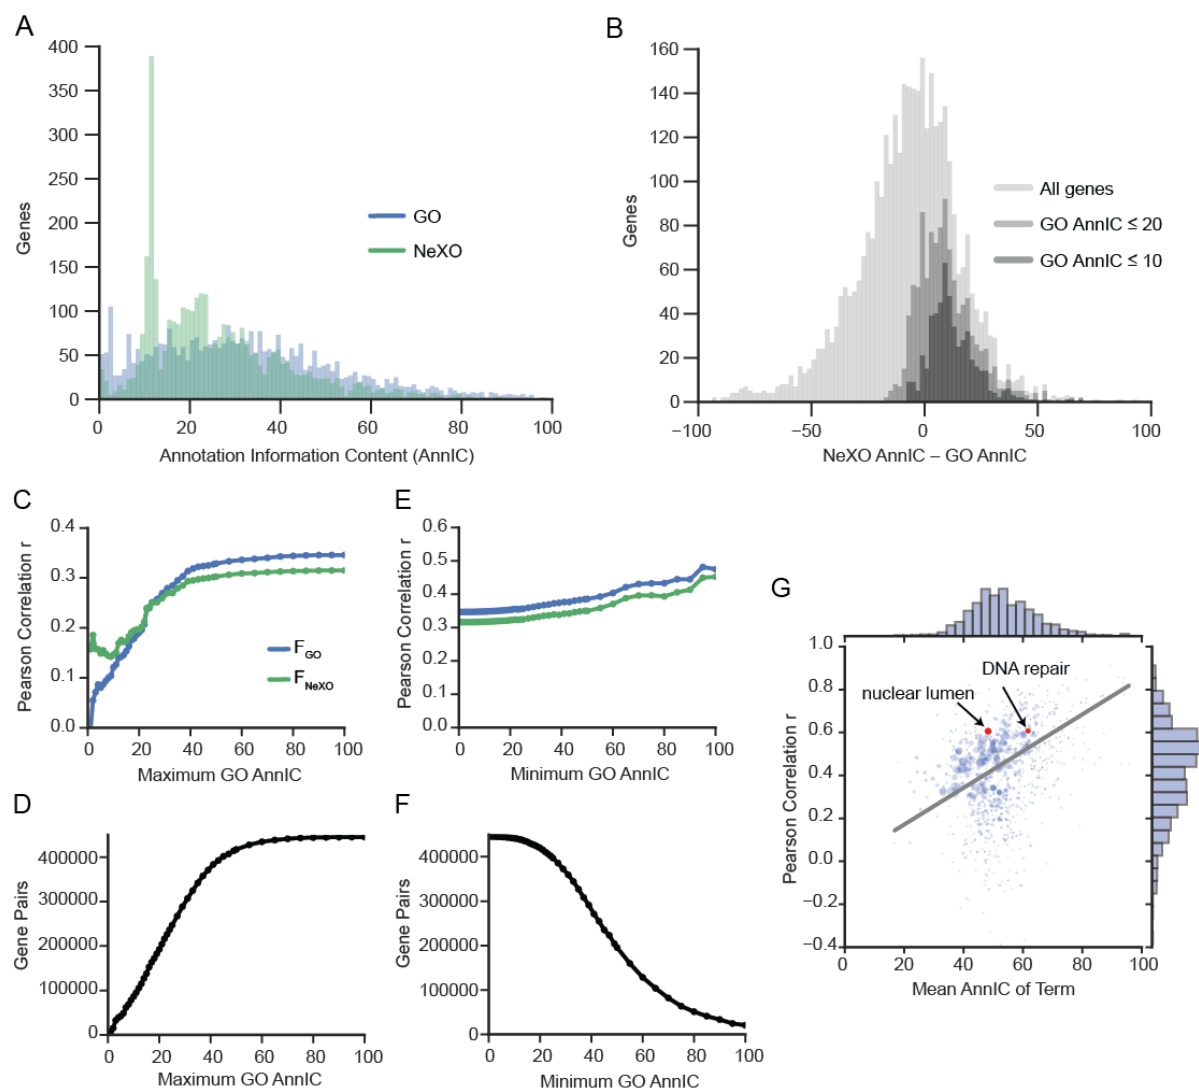 A
400
350
300
250
200
150
100
50
0
Genes
GO
NeXO
0 20 40 60 80 100
Annotation Information Content (AnnIC)
B
160
140
120
100
80
60
40
20
0
Genes
All genes
GO AnnIC ≤ 20
GO AnnIC ≤ 10
−100 −50 0 50 100
NeXO AnnIC – GO AnnIC
C
0.4
0.3
0.2
0.1
0.0
Pearson Correlation r
F GO
F NeXO
0 20 40 60 80 100
Maximum GO AnnIC
E
0.6
0.5
0.4
0.3
0.2
0.1
0.0
Pearson Correlation r
0 20 40 60 80 100
Minimum GO AnnIC
D
400000
300000
200000
100000
0
Gene Pairs
0 20 40 60 80 100
Maximum GO AnnIC
F
400000
300000
200000
100000
0
Gene Pairs
0 20 40 60 80 100
Minimum GO AnnIC
G
1.0
0.8
0.6
0.4
0.2
0.0
−0.2
−0.4
Pearson Correlation r
DNA repair
nuclear lumen
0 20 40 60 80 100
Mean AnnIC of Term